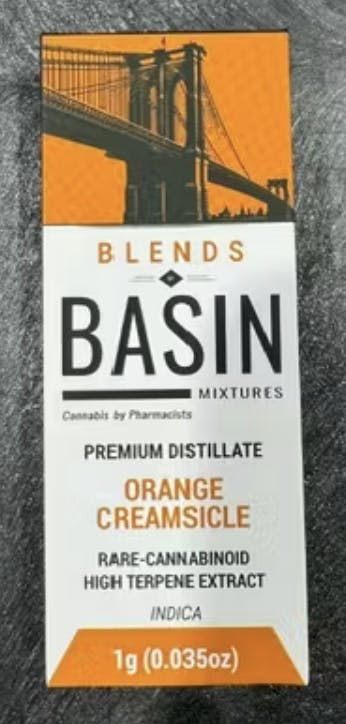 BLENDS
BASIN
MIXTURES
Cannabis by Pharmacists
PREMIUM DISTILLATE
ORANGE
CREAMSICLE
RARE-CANNABINOID
HIGH TERPENE EXTRACT
INDICA
1g (0.035oz)